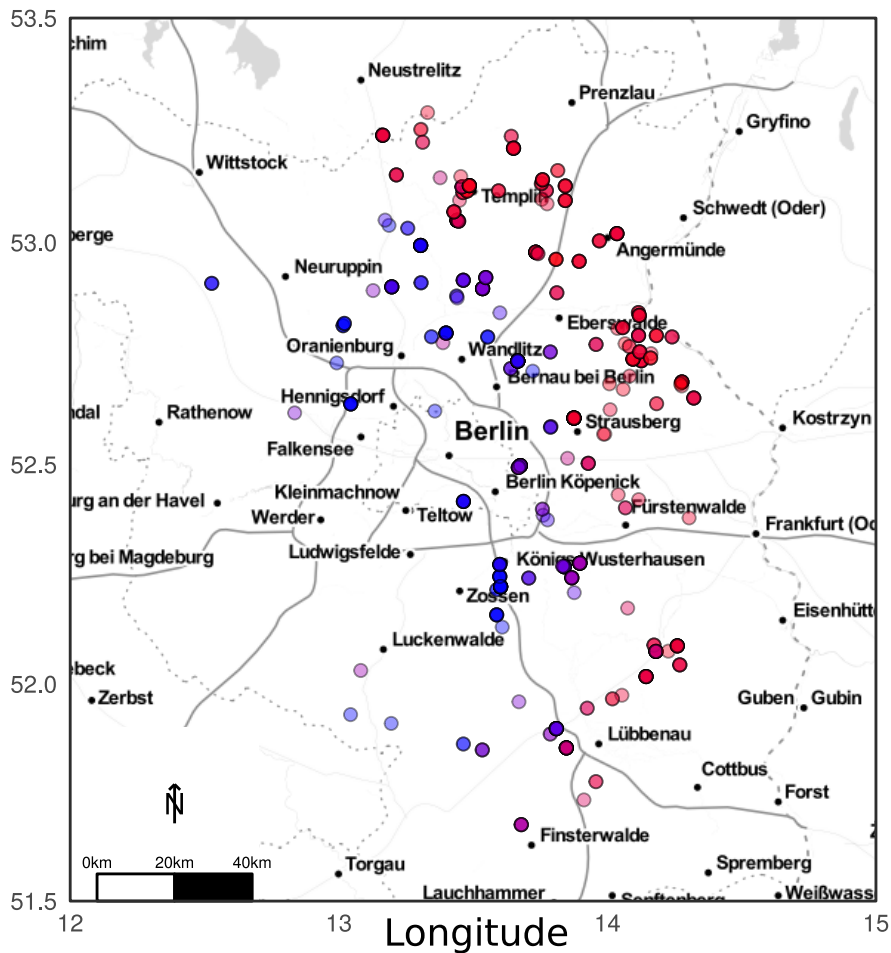 53.5
chim
Neustrelitz
Prenzlau
Gryfino
Wittstock
Templin
Schwedt (Oder)
53.0
berge
Angermünde
Neuruppin
Eberswalde
Oranienburg
Wandlitz
Bernau bei Berlin
Hennigsdorf
ndal
Rathenow
Kostrzyn
Strausberg
Berlin
Falkensee
52.5
Berlin Köpenick
Kleinmachnow
urg an der Havel
Fürstenwalde
Werder
Teltow
Frankfurt (Oc
rg bei Magdeburg
Ludwigsfelde
Königs Wusterhausen
Zossen
Eisenhütt
Luckenwalde
52.0
ebeck
Zerbst
Guben
Gubin
Lübbenau
Cottbus
Forst
N
Finsterwalde
0km 20km 40km
Torgau
Spremberg
Lauchhammer
Senftenberg
Weißwass
51.5
12 13 14 15
Longitude